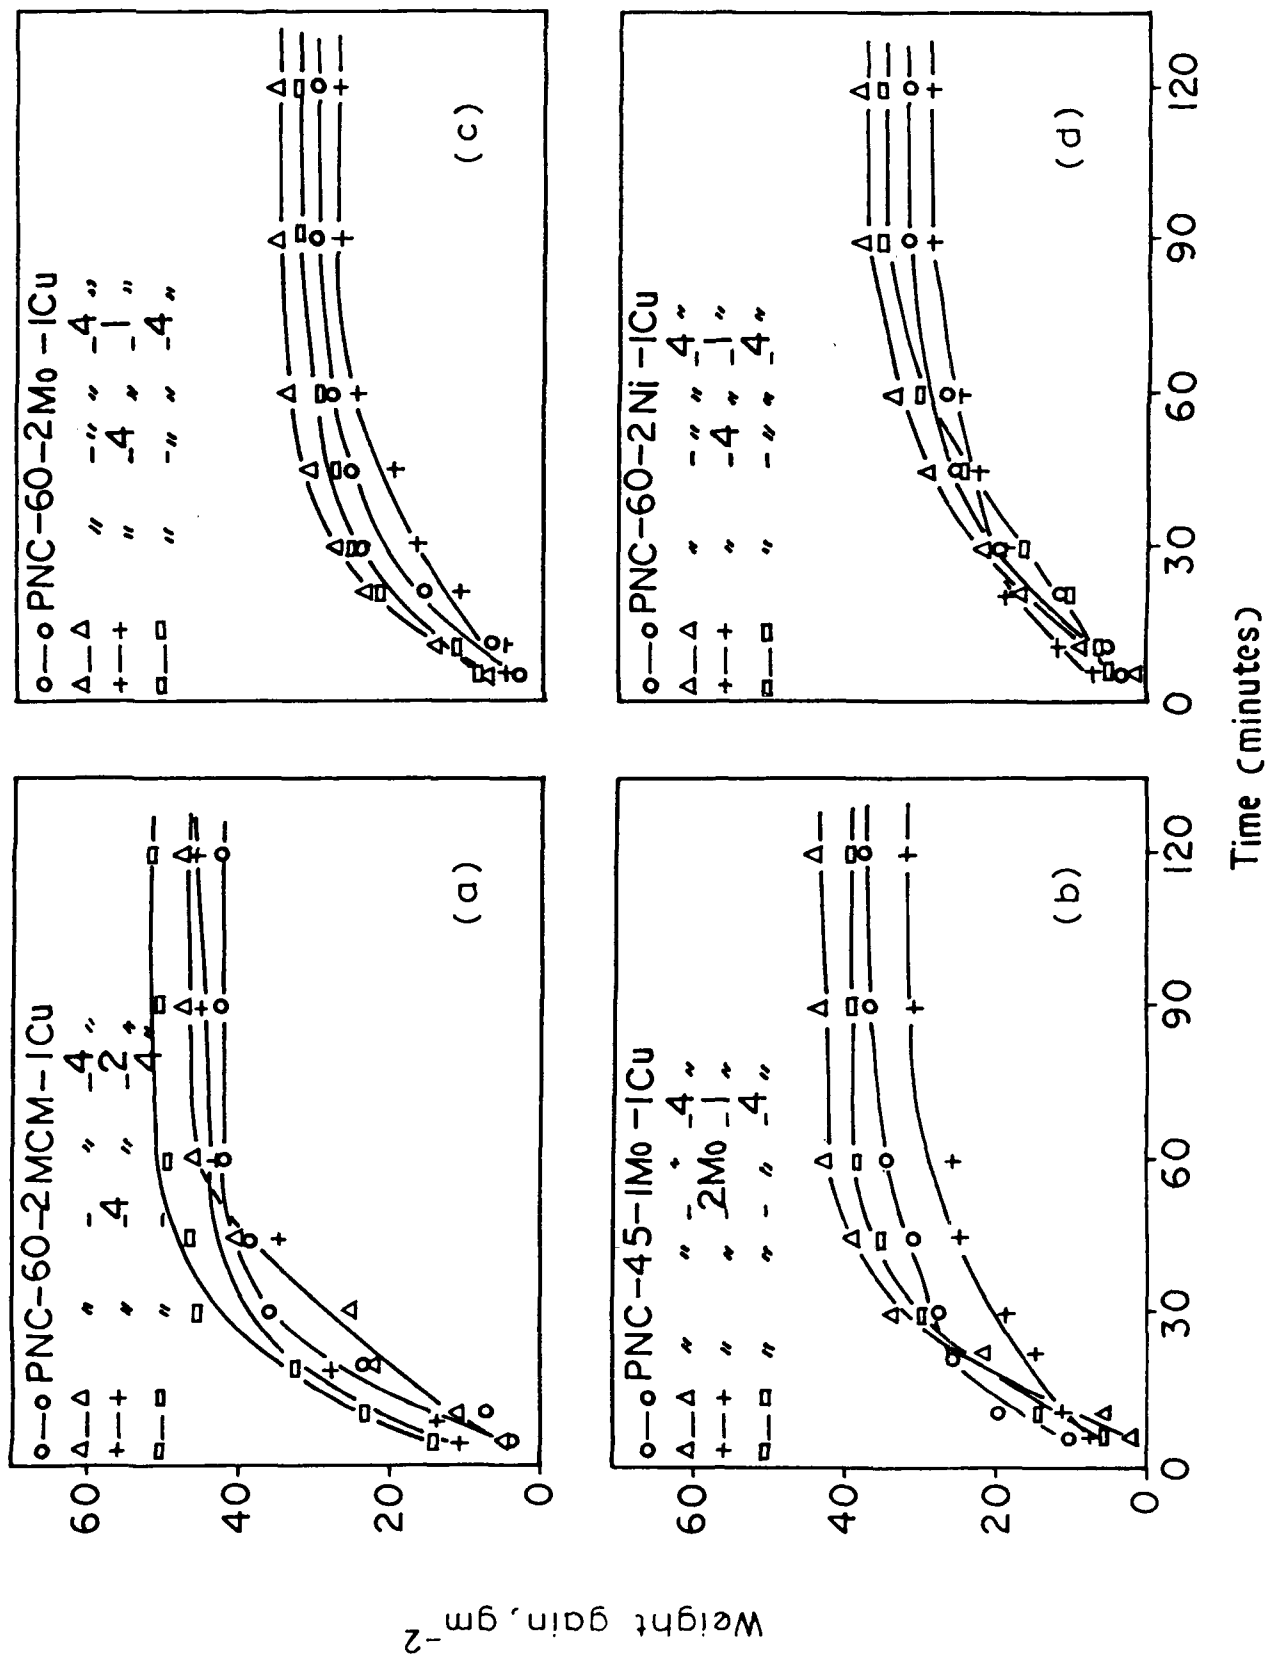 PNC-60-2MCM-1Cu
" " - " -4 "
" -4 " -2 "
" - " -4 "
(a)
60
40
20
0
PNC-60-2Mo-1Cu
" -" " -4 "
" -4 " -1 "
" -" " -4 "
(c)
PNC-45-1Mo-1Cu
" " - " -4 "
" " -2Mo -1 "
" " - " -4 "
(b)
60
40
20
0
0 30 60 90 120
PNC-60-2Ni-1Cu
" -" " -4 "
" -4 " -1 "
" -" " -4 "
(d)
0 30 60 90 120
Weight gain, gm-2
Time (minutes)